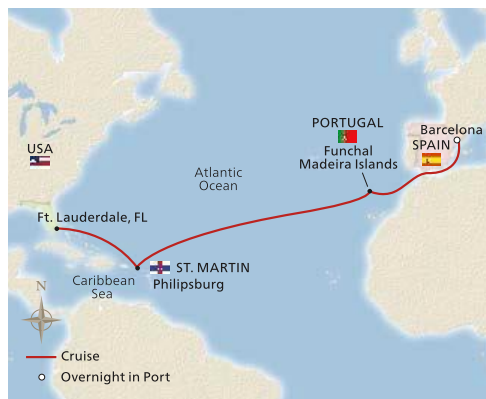 PORTUGAL
Barcelona
SPAIN
USA
Funchal
Madeira Islands
Atlantic
Ocean
Ft. Lauderdale, FL
ST. MARTIN
Philipsburg
Caribbean
Sea
N
Cruise
Overnight in Port